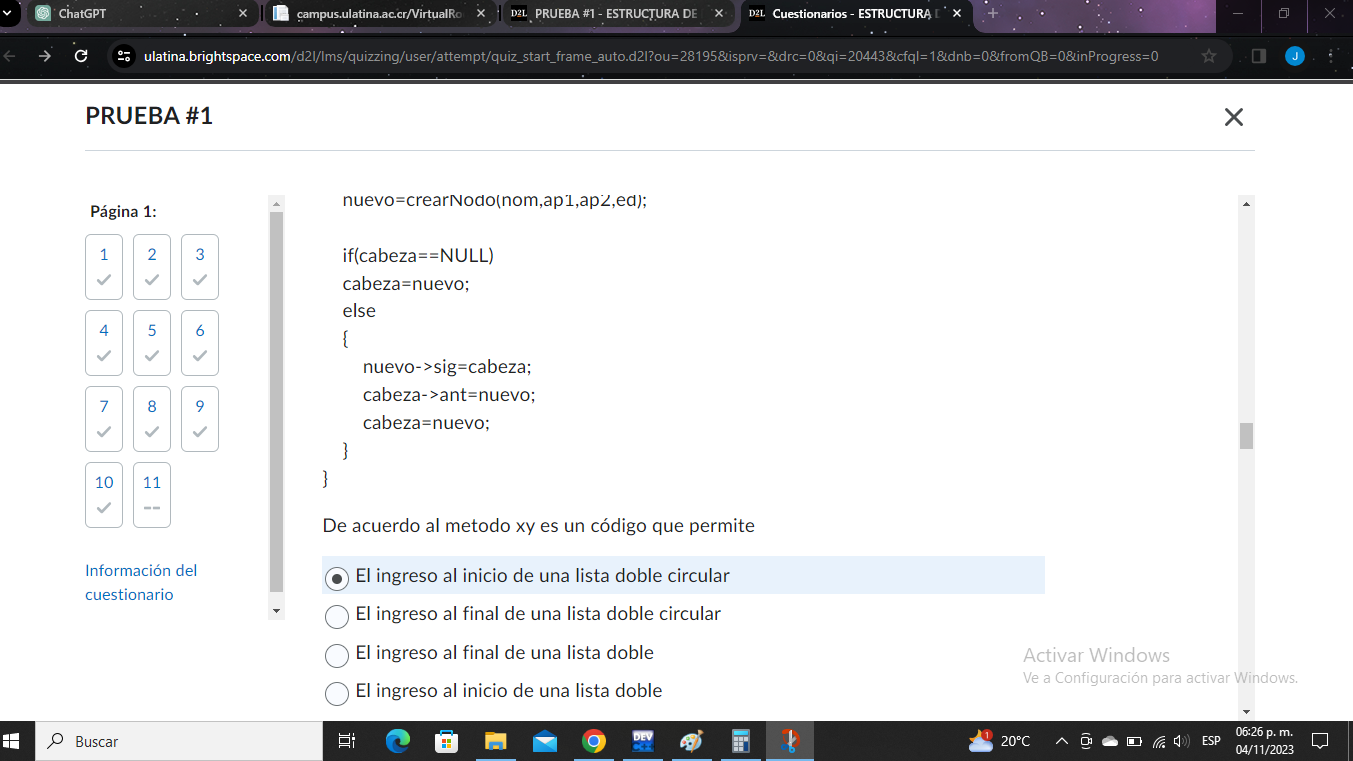 ChatGPT
campus.ulatina.ac.cr/VirtualRo
D2L PRUEBA #1 - ESTRUCTURA DE
D2L Cuestionarios - ESTRUCTURA D
ulatina.brightspace.com/d2l/lms/quizzing/user/attempt/quiz_start_frame_auto.d2l?ou=28195&isprv=&drc=0&qi=20443&cfql=1&dnb=0&fromQB=0&inProgress=0
J
PRUEBA #1
Página 1:
1 2 3
4 5 6
7 8 9
10 11
--
Información del
cuestionario
nuevo=crearNodo(nom,ap1,ap2,ed);
if(cabeza==NULL)
cabeza=nuevo;
else
{
nuevo->sig=cabeza;
cabeza->ant=nuevo;
cabeza=nuevo;
}
}
De acuerdo al metodo xy es un código que permite
El ingreso al inicio de una lista doble circular
El ingreso al final de una lista doble circular
El ingreso al final de una lista doble
El ingreso al inicio de una lista doble
Activar Windows
Ve a Configuración para activar Windows.
Buscar
DEV
1
20°C
ESP
06:26 p. m.
04/11/2023